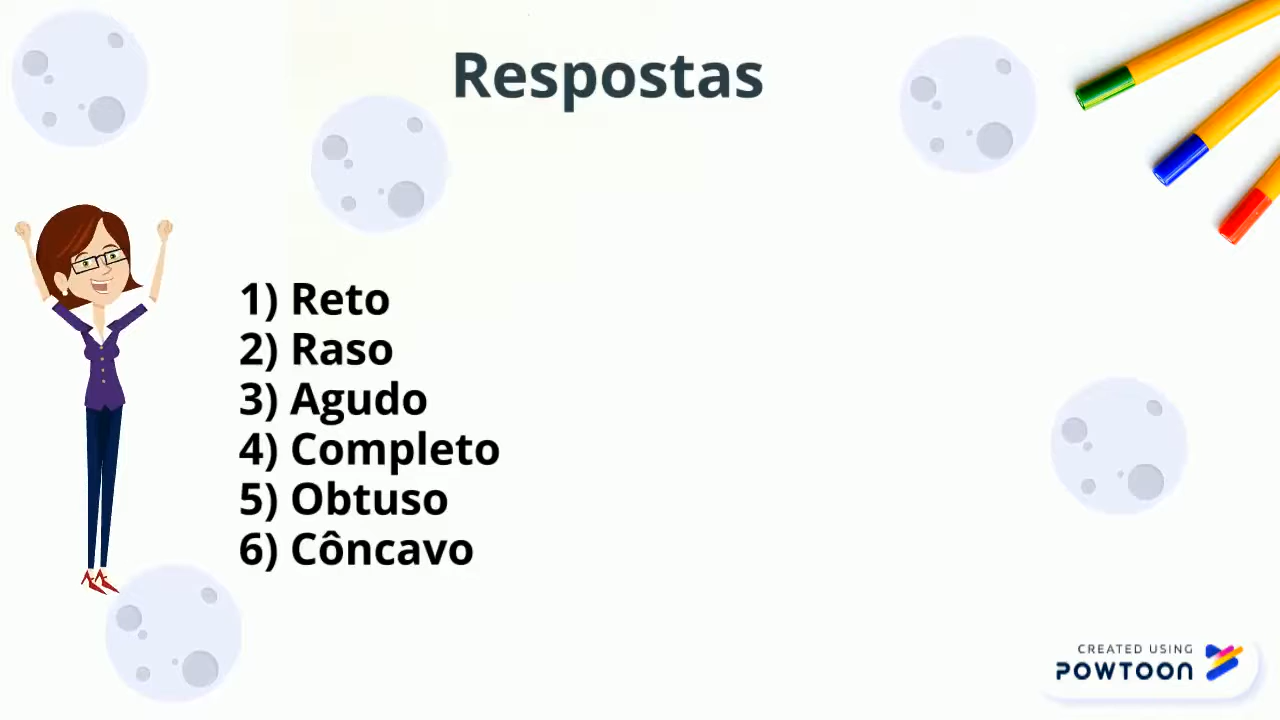 Respostas
1) Reto
2) Raso
3) Agudo
4) Completo
5) Obtuso
6) Côncavo
CREATED USING
POWTOON